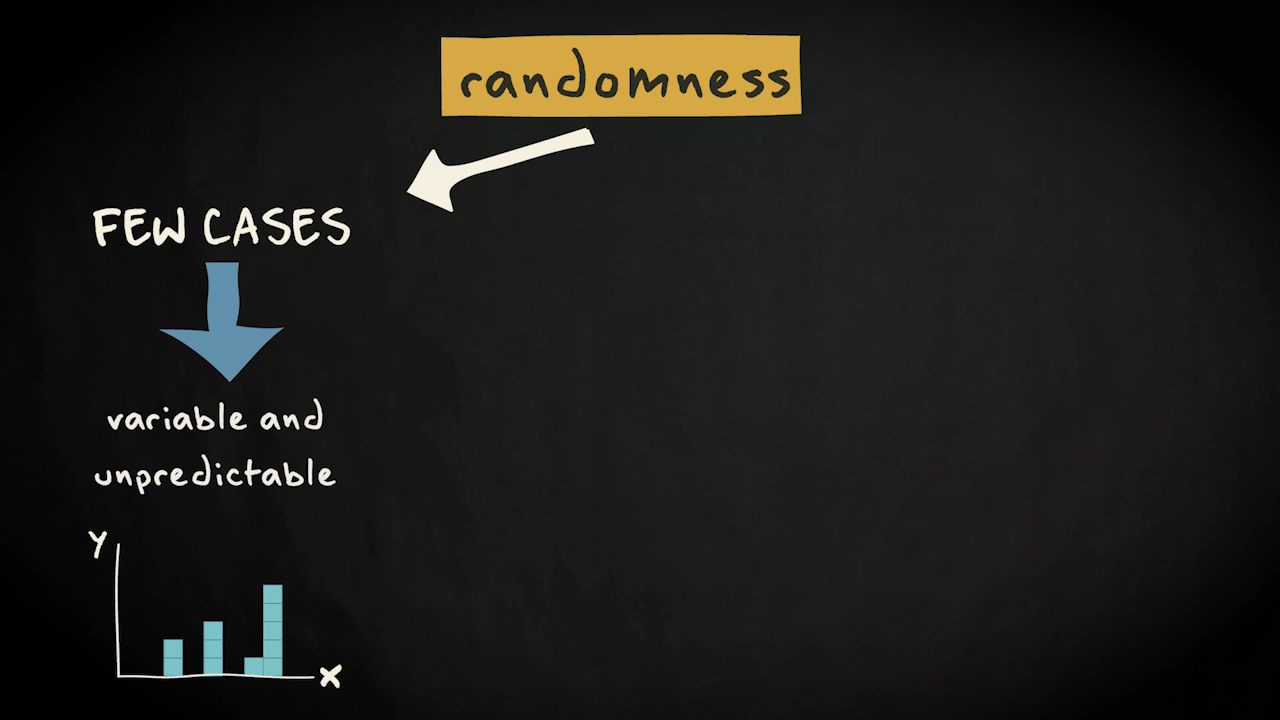 randomness
FEW CASES
variable and
unpredictable
Y
X